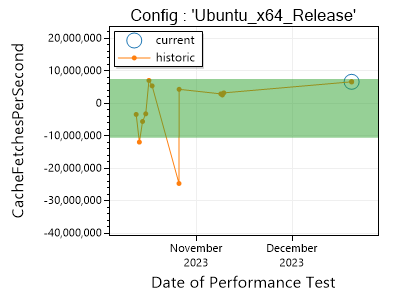 Config : 'Ubuntu_x64_Release'
current
historic
CacheFetchesPerSecond
20,000,000
10,000,000
0
-10,000,000
-20,000,000
-30,000,000
-40,000,000
November
2023
December
2023
Date of Performance Test